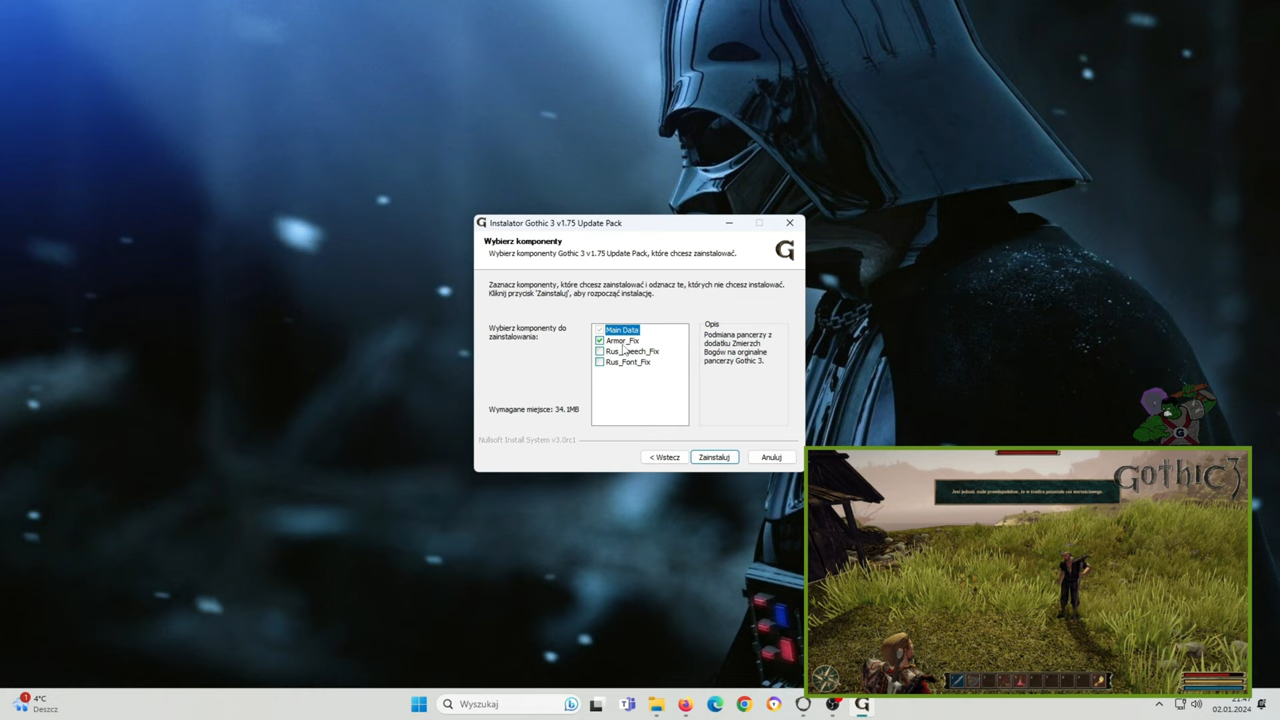 Instalator Gothic 3 v1.75 Update Pack
Wybierz komponenty
Wybierz komponenty Gothic 3 v1.75 Update Pack, które chcesz zainstalować.
Zaznacz komponenty, które chcesz zainstalować i odznacz te, których nie chcesz instalować.
Kliknij przycisk 'Zainstaluj', aby rozpocząć instalację.
Wybierz komponenty do
zainstalowania:
Main Data
Armor_Fix
Rus_Speech_Fix
Rus_Font_Fix
Opis
Podmiana pancerzy z
dodatku Zmierzch
Bogów na orginalne
pancerzy Gothic 3.
Wymagane miejsce: 34.1MB
Nullsoft Install System v3.0rc1
< Wstecz
Zainstaluj
Anuluj
GOTHIC 3
1
4°C
Deszcz
Wyszukaj
02.01.2024